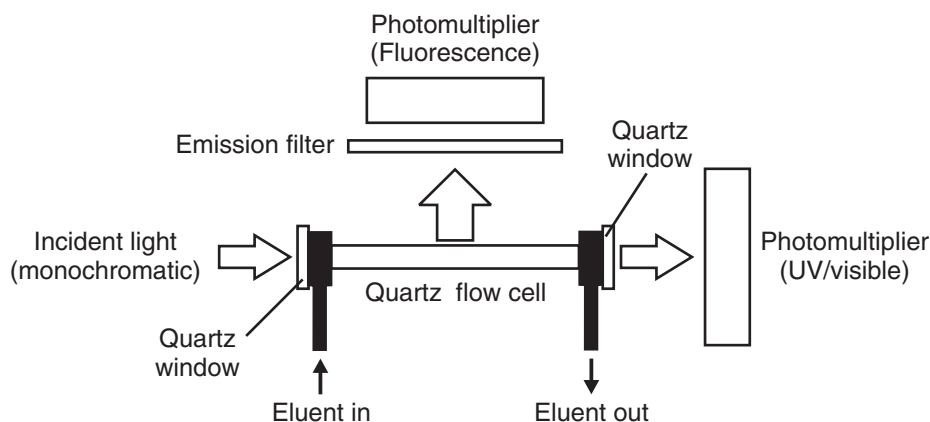 Photomultiplier
(Fluorescence)
Emission filter
Quartz
window
Incident light
(monochromatic)
Photomultiplier
(UV/visible)
Quartz flow cell
Quartz
window
Eluent in
Eluent out